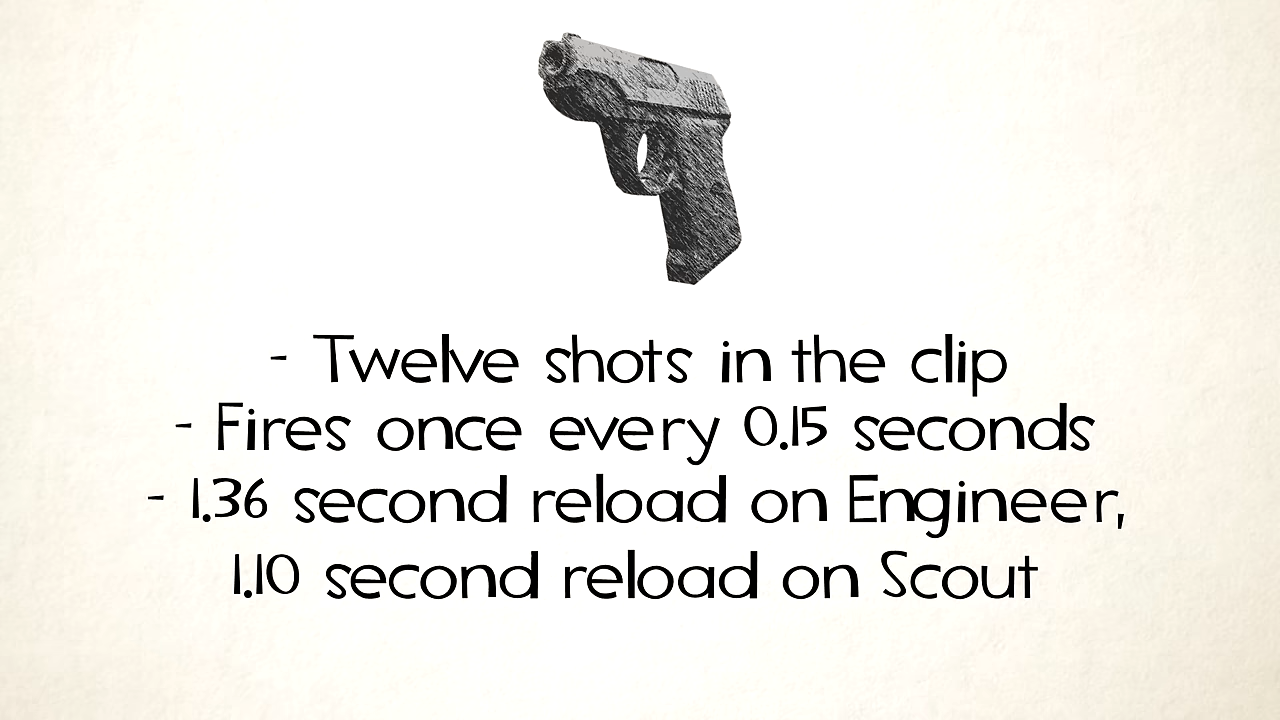 - Twelve shots in the clip
- Fires once every 0.15 seconds
- 1.36 second reload on Engineer,
1.10 second reload on Scout